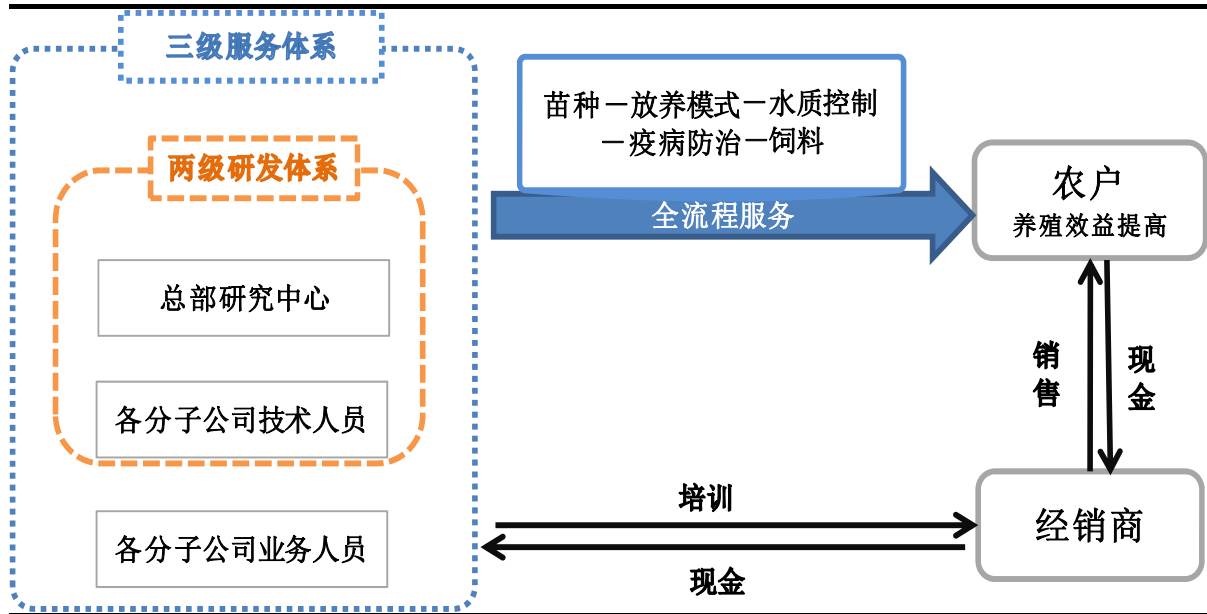 三级服务体系
两级研发体系
总部研究中心
各分子公司技术人员
各分子公司业务人员
苗种－放养模式－水质控制
－疫病防治－饲料
全流程服务
农户
养殖效益提高
销售
现金
培训
现金
经销商